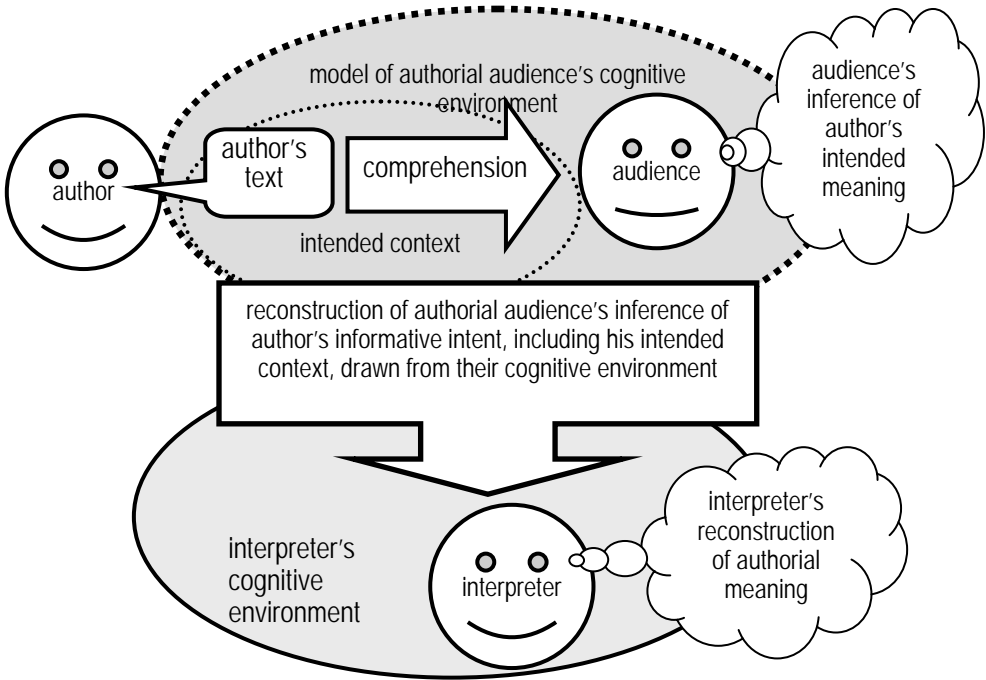 model of authorial audience's cognitive
environment
author
author's
text
comprehension
audience
audience's
inference of
author's
intended
meaning
intended context
reconstruction of authorial audience's inference of
author's informative intent, including his intended
context, drawn from their cognitive environment
interpreter's
cognitive
environment
interpreter
interpreter's
reconstruction
of authorial
meaning